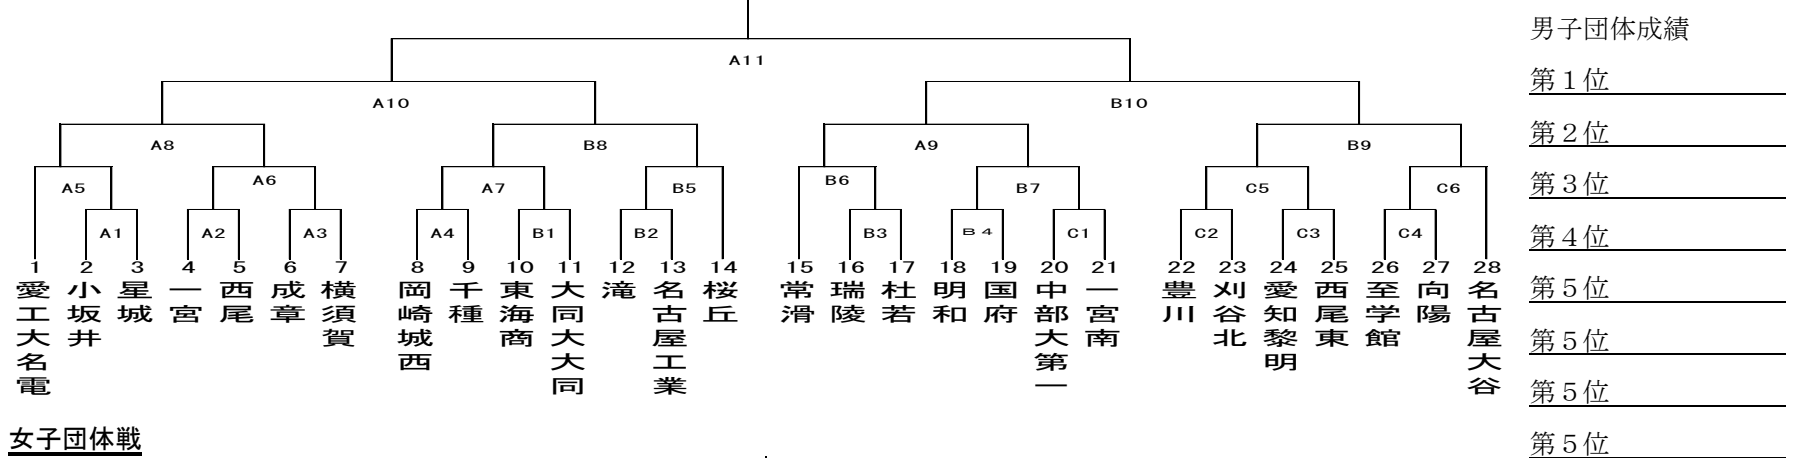 A11
A10 B10
A8 B8 A9 B9
A5 A6 A7 B5 B6 B7 C5 C6
A1 A2 A3 A4 B1 B2 B3 B4 C1 C2 C3 C4
1 2 3 4 5 6 7 8 9 10 11 12 13 14 15 16 17 18 19 20 21 22 23 24 25 26 27 28
愛工大名電
小坂井
星城
一宮
西尾
成章
横須賀
岡崎城西
千種
東海商
大同大大同
滝
名古屋工業
桜丘
常滑
瑞陵
杜若
明和
国府
中部大第一
一宮南
豊川
刈谷北
愛知黎明
西尾東
至学館
向陽
名古屋大谷
男子団体成績
第1位
第2位
第3位
第4位
第5位
第5位
第5位
第5位
女子団体戦